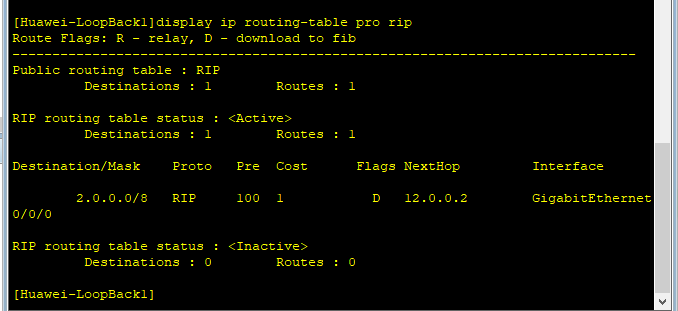 [Huawei-LoopBack1]display ip routing-table pro rip
Route Flags: R - relay, D - download to fib
------------------------------------------------------------------------------
Public routing table : RIP
         Destinations : 1        Routes : 1

RIP routing table status : <Active>
         Destinations : 1        Routes : 1

Destination/Mask    Proto   Pre  Cost      Flags NextHop         Interface

        2.0.0.0/8   RIP     100  1           D   12.0.0.2        GigabitEthernet
0/0/0

RIP routing table status : <Inactive>
         Destinations : 0        Routes : 0

[Huawei-LoopBack1]